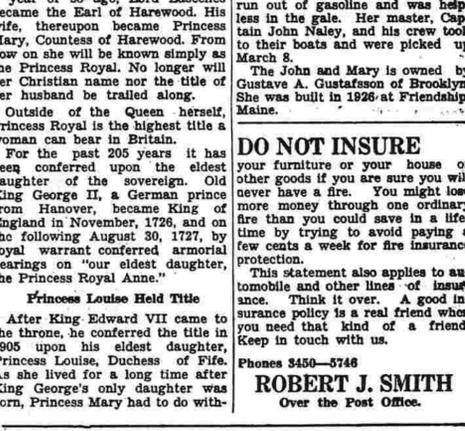 became the Earl of Harewood. His
wife, thereupon became Princess
Mary, Countess of Harewood. From
now on she will be known simply as
the Princess Royal. No longer will
her Christian name nor the title of
her husband be trailed along.
Outside of the Queen herself,
Princess Royal is the highest title a
woman can bear in Britain.
For the past 205 years it has
been conferred upon the eldest
daughter of the sovereign. Old
King George II, a German prince
from Hanover, became King of
England in November, 1726, and on
the following August 30, 1727, by
Royal warrant conferred armorial
bearings on "our eldest daughter,
the Princess Royal Anne."
Princess Louise Held Title
After King Edward VII came to
the throne, he conferred the title in
1905 upon his eldest daughter,
Princess Louise, Duchess of Fife.
As she lived for a long time after
King George's only daughter was
born, Princess Mary had to do with-
run out of gasoline and was help
less in the gale. Her master, Cap
tain John Naley, and his crew took
to their boats and were picked up
March 8.
The John and Mary is owned by
Gustave A. Gustafsson of Brooklyn
She was built in 1926 at Friendship
Maine.
DO NOT INSURE
your furniture or your house o
other goods if you are sure you will
never have a fire. You might lose
more money through one ordinar
fire than you could save in a life
time by trying to avoid paying a
few cents a week for fire insuranc
protection.
This statement also applies to au
tomobile and other lines of insur
ance. Think it over. A good in
surance policy is a real friend when
you need that kind of a friend
Keep in touch with us.
Phones 3450—5746
ROBERT J. SMITH
Over the Post Office.